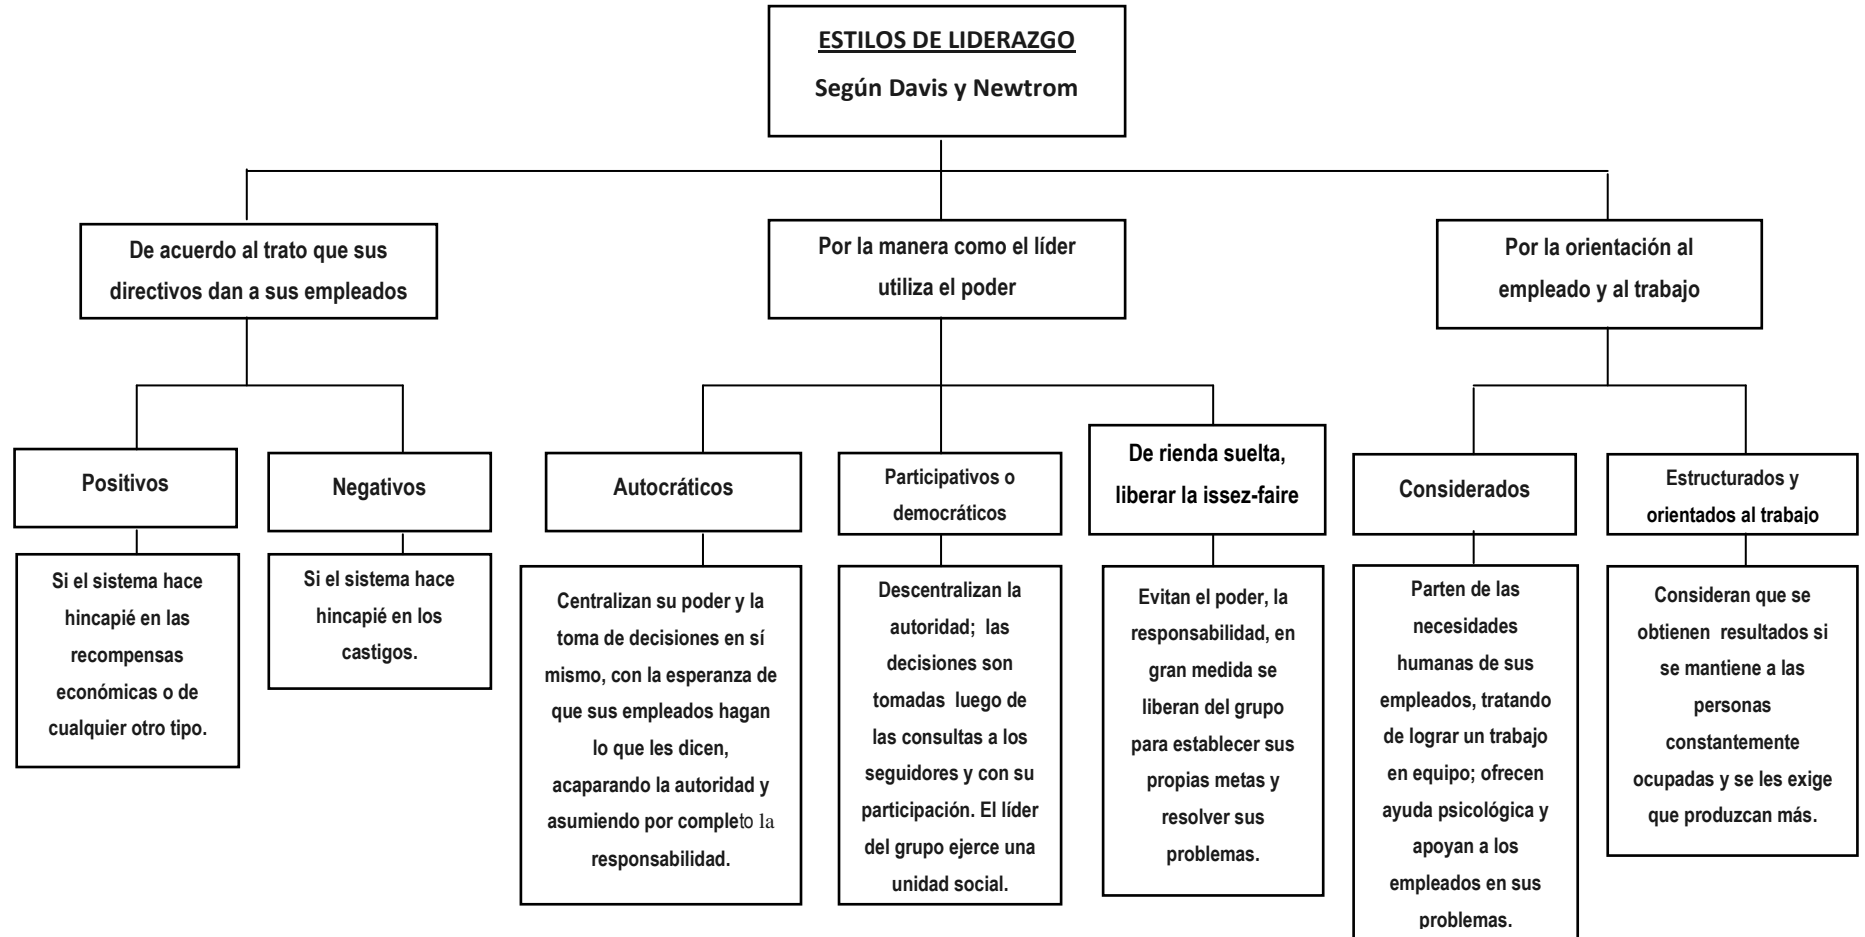 ESTILOS DE LIDERAZGO
Según Davis y Newtrom
De acuerdo al trato que sus
directivos dan a sus empleados
Por la manera como el líder
utiliza el poder
Por la orientación al
empleado y al trabajo
Positivos
Negativos
Autocráticos
Participativos o
democráticos
De rienda suelta,
liberar la issez-faire
Considerados
Estructurados y
orientados al trabajo
Si el sistema hace
hincapié en las
recompensas
económicas o de
cualquier otro tipo.
Si el sistema hace
hincapié en los
castigos.
Centralizan su poder y la
toma de decisiones en sí
mismo, con la esperanza de
que sus empleados hagan
lo que les dicen,
acaparando la autoridad y
asumiendo por completo la
responsabilidad.
Descentralizan la
autoridad; las
decisiones son
tomadas luego de
las consultas a los
seguidores y con su
participación. El líder
del grupo ejerce una
unidad social.
Evitan el poder, la
responsabilidad, en
gran medida se
liberan del grupo
para establecer sus
propias metas y
resolver sus
problemas.
Parten de las
necesidades
humanas de sus
empleados, tratando
de lograr un trabajo
en equipo; ofrecen
ayuda psicológica y
apoyan a los
empleados en sus
problemas.
Consideran que se
obtienen resultados si
se mantiene a las
personas
constantemente
ocupadas y se les exige
que produzcan más.